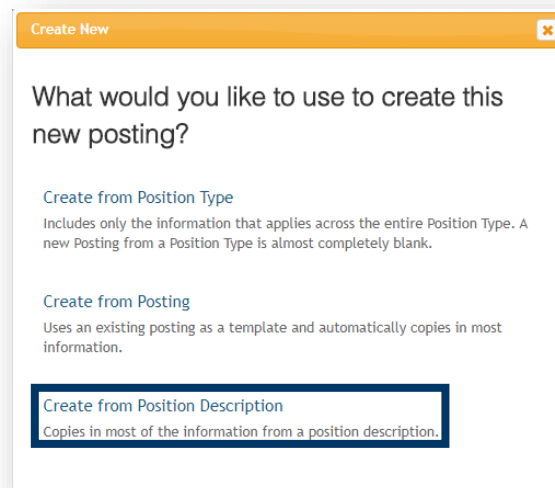 Create New
What would you like to use to create this
new posting?
Create from Position Type
Includes only the information that applies across the entire Position Type. A
new Posting from a Position Type is almost completely blank.
Create from Posting
Uses an existing posting as a template and automatically copies in most
information.
Create from Position Description
Copies in most of the information from a position description.